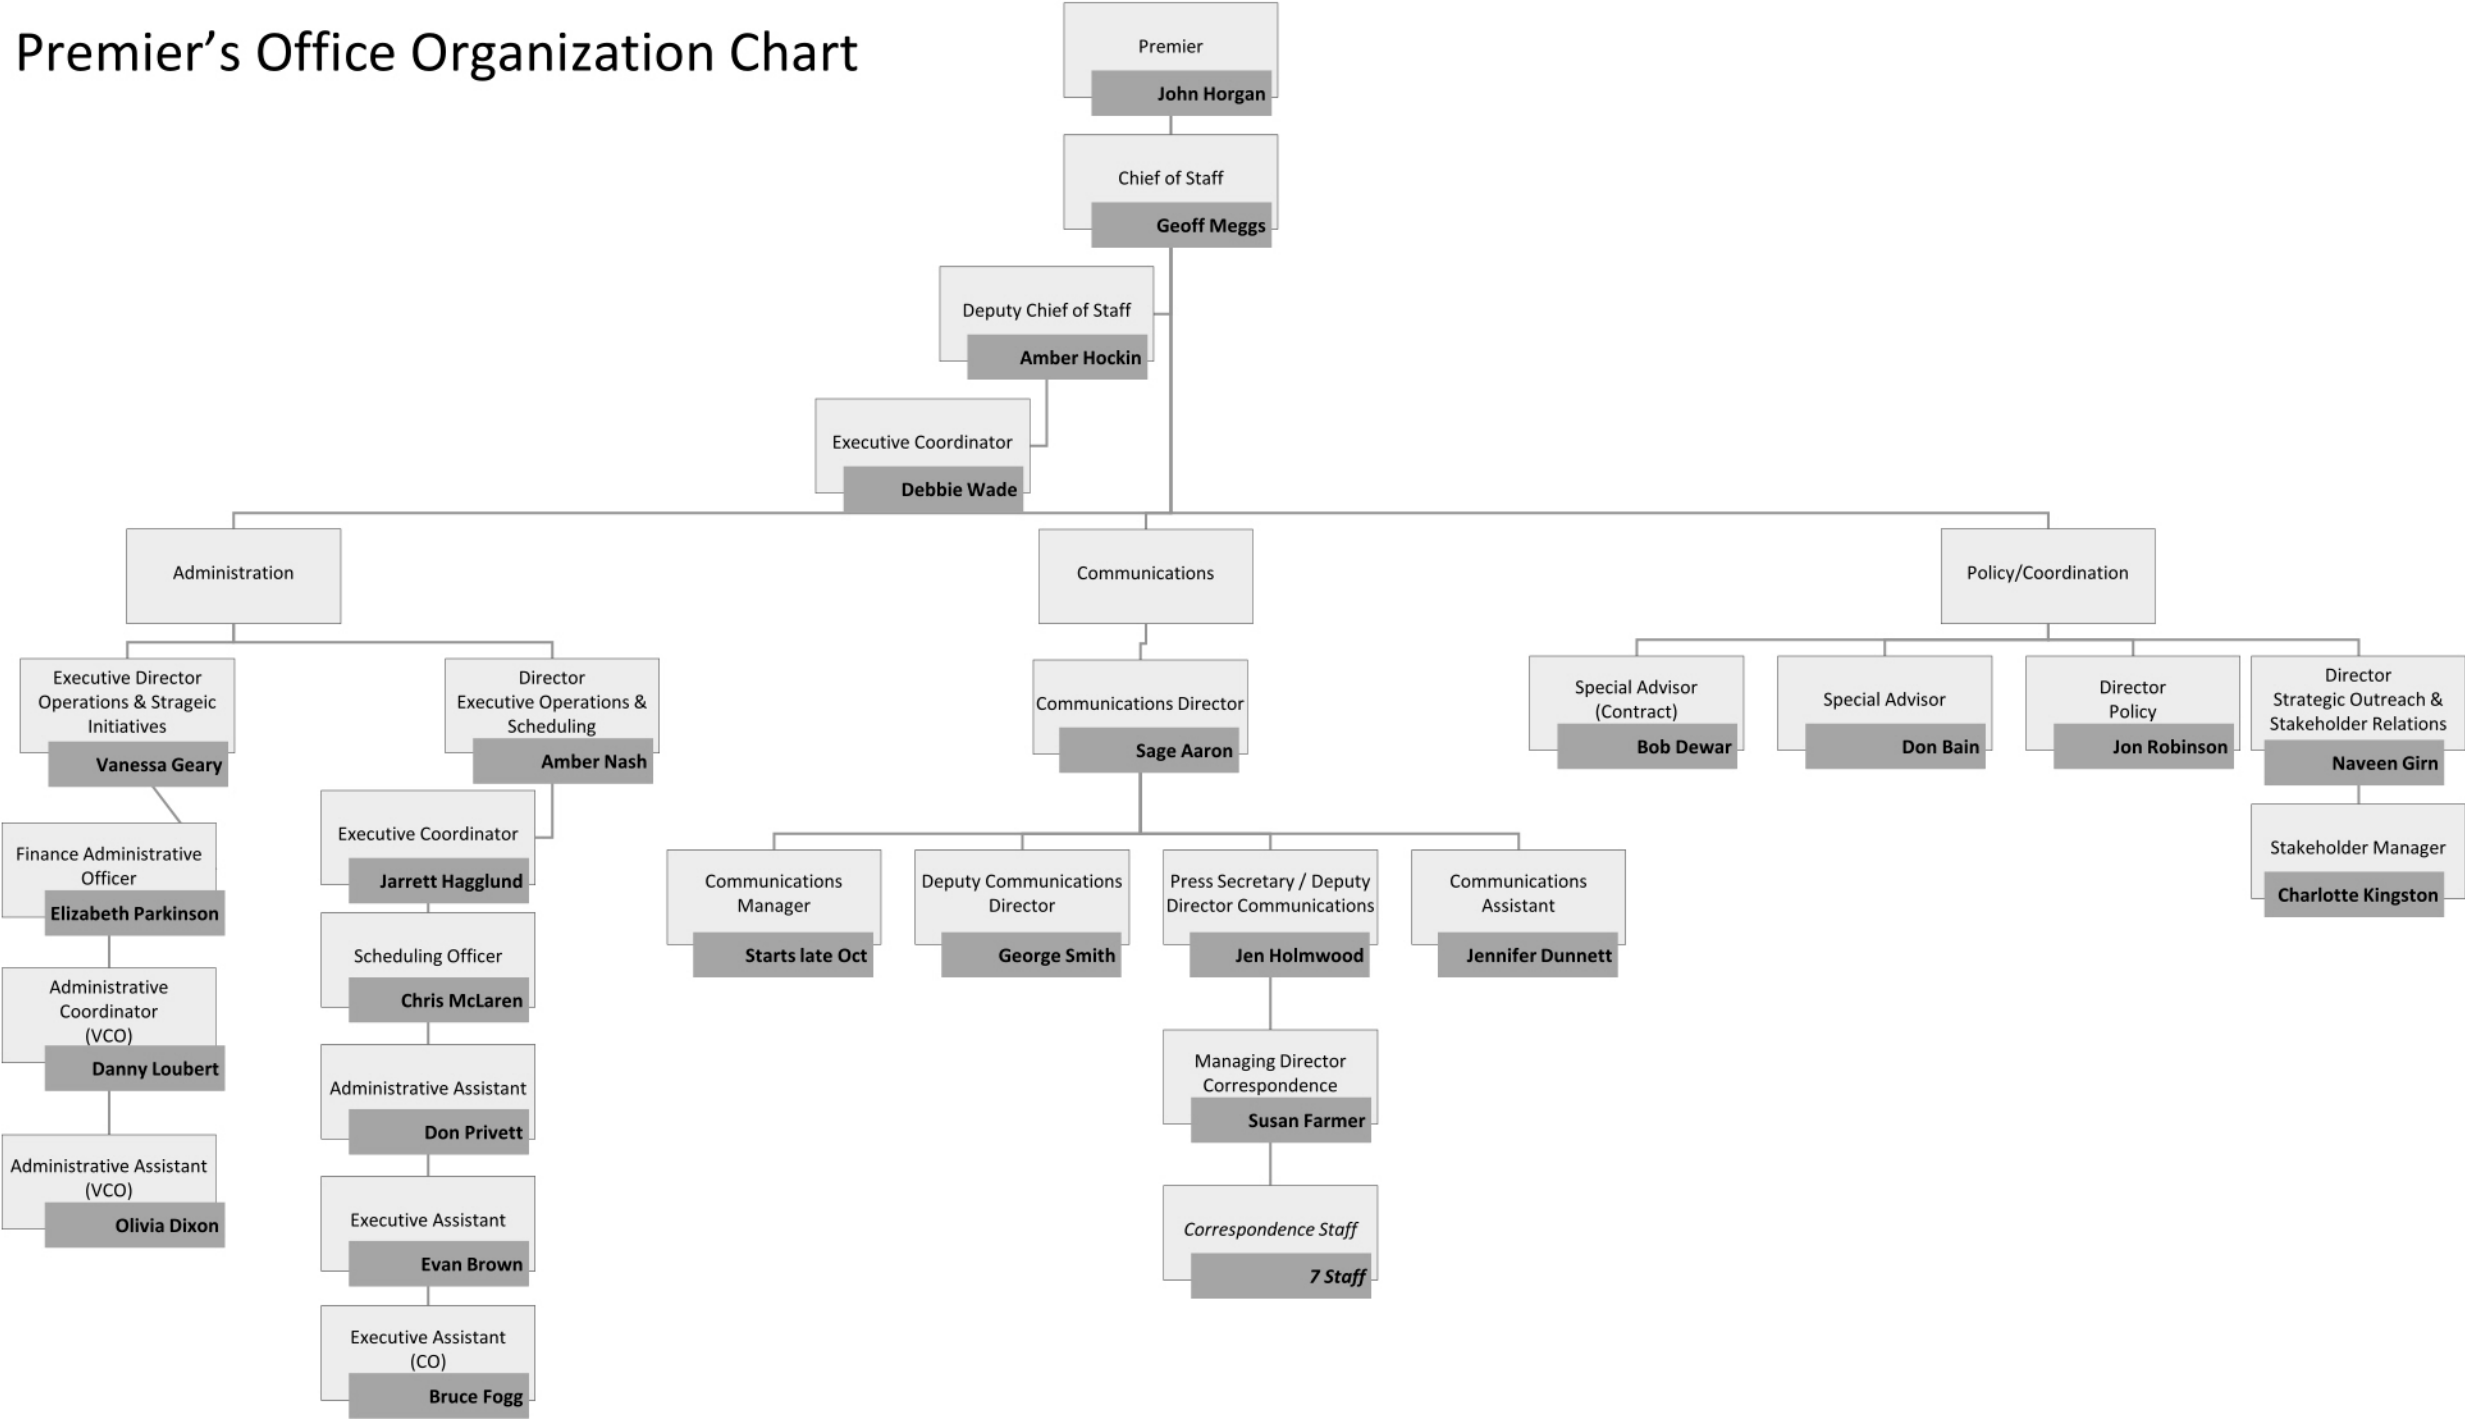 Premier's Office Organization Chart
Premier
John Horgan
Chief of Staff
Geoff Meggs
Deputy Chief of Staff
Amber Hockin
Executive Coordinator
Debbie Wade
Administration
Communications
Policy/Coordination
Executive Director
Operations & Strageic
Initiatives
Vanessa Geary
Director
Executive Operations &
Scheduling
Amber Nash
Communications Director
Sage Aaron
Special Advisor
(Contract)
Bob Dewar
Special Advisor
Don Bain
Director
Policy
Jon Robinson
Director
Strategic Outreach &
Stakeholder Relations
Naveen Girn
Finance Administrative
Officer
Elizabeth Parkinson
Executive Coordinator
Jarrett Hagglund
Communications
Manager
Starts late Oct
Deputy Communications
Director
George Smith
Press Secretary / Deputy
Director Communications
Jen Holmwood
Communications
Assistant
Jennifer Dunnett
Stakeholder Manager
Charlotte Kingston
Administrative
Coordinator
(VCO)
Danny Loubert
Scheduling Officer
Chris McLaren
Managing Director
Correspondence
Susan Farmer
Administrative Assistant
(VCO)
Olivia Dixon
Administrative Assistant
Don Privett
Correspondence Staff
7 Staff
Executive Assistant
Evan Brown
Executive Assistant
(CO)
Bruce Fogg